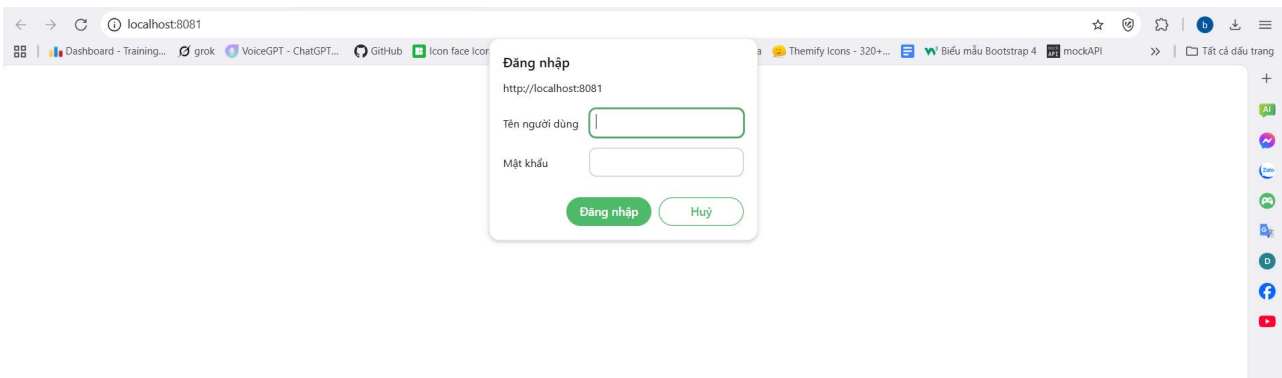 localhost:8081
b
Dashboard - Training...
grok
VoiceGPT - ChatGPT...
GitHub
Icon face Icon
a
Themify Icons - 320+...
Biểu mẫu Bootstrap 4
mockAPI
Tất cả dấu trang
Đăng nhập
http://localhost:8081
Tên người dùng
Mật khẩu
Đăng nhập
Huỷ
AI
Zalo
G
D